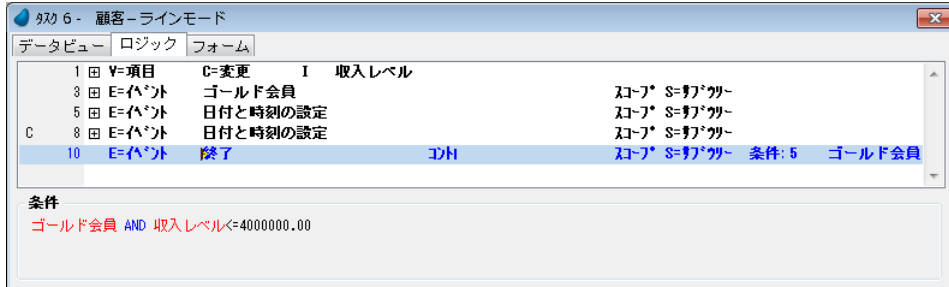 ﾀｽｸ 6 - 顧客－ラインモード
データビュー ロジック フォーム
1 V=項目 C=変更 I 収入レベル
3 E=ｲﾍﾞﾝﾄ ゴールド会員 ｽｺｰﾌﾟ S=ｻﾌﾞﾂﾘｰ
5 E=ｲﾍﾞﾝﾄ 日付と時刻の設定 ｽｺｰﾌﾟ S=ｻﾌﾞﾂﾘｰ
C 8 E=ｲﾍﾞﾝﾄ 日付と時刻の設定 ｽｺｰﾌﾟ S=ｻﾌﾞﾂﾘｰ
10 E=ｲﾍﾞﾝﾄ 終了 ｺﾝﾄﾛ ｽｺｰﾌﾟ S=ｻﾌﾞﾂﾘｰ 条件: 5 ゴールド会員
条件
ゴールド会員 AND 収入レベル<=4000000.00